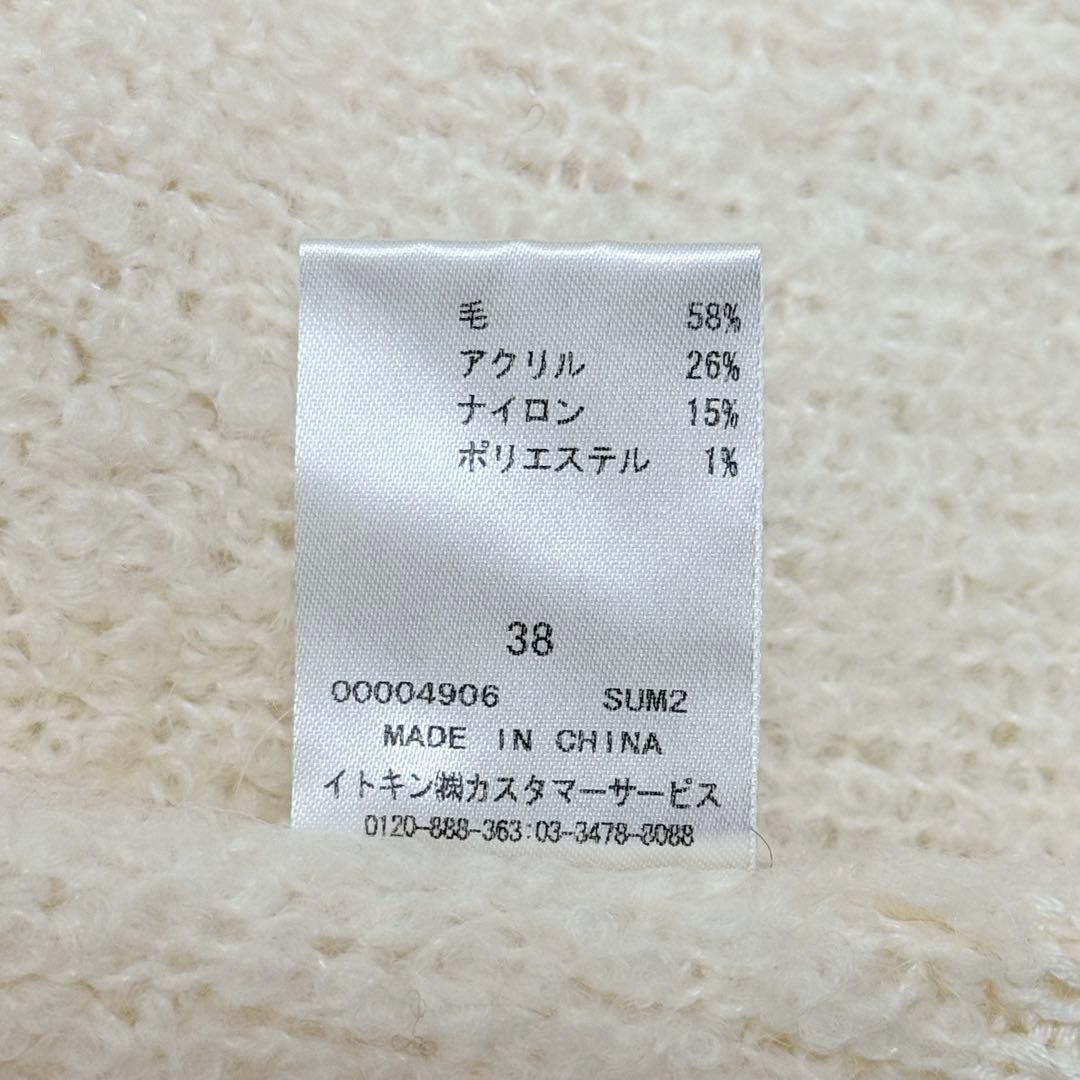 毛 58%
アクリル 26%
ナイロン 15%
ポリエステル 1%
38
00004906 SUM2
MADE IN CHINA
イトキン㈱カスタマーサービス
0120-888-363:03-3478-8088